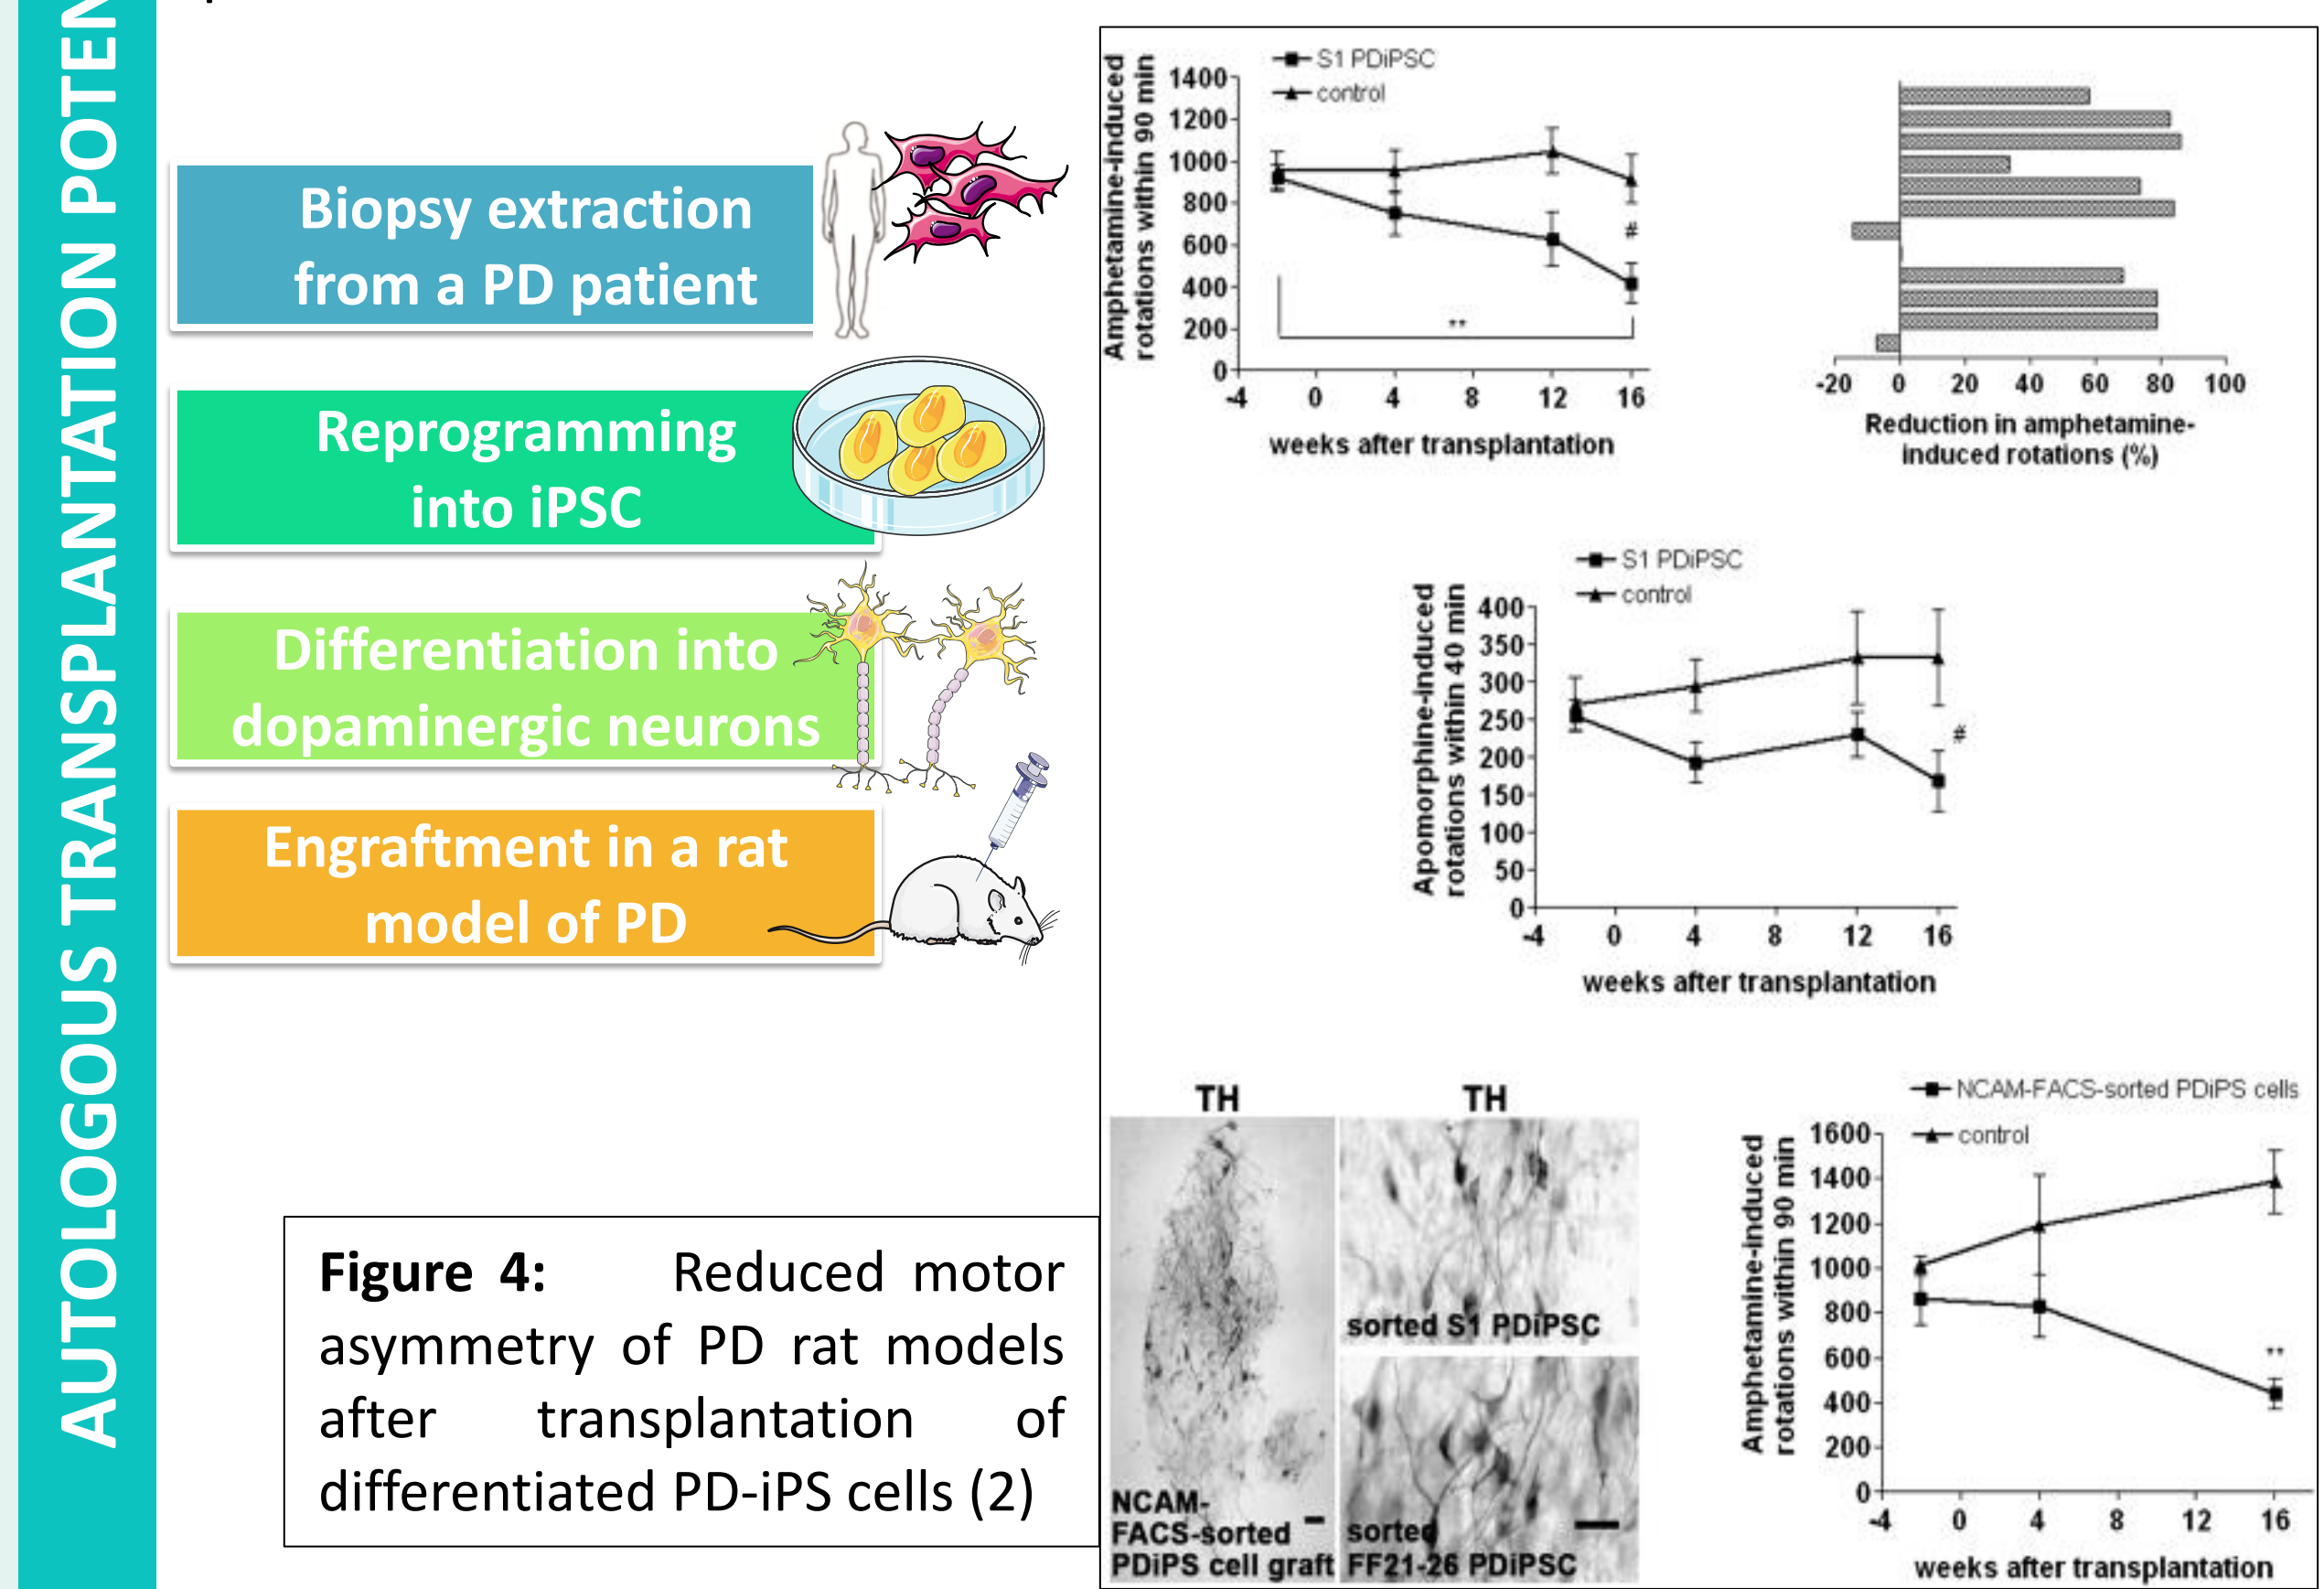 AUTOLOGOUS TRANSPLANTATION POTEN
Biopsy extraction
from a PD patient
Reprogramming
into iPSC
Differentiation into
dopaminergic neurons
Engraftment in a rat
model of PD
Figure 4: Reduced motor
asymmetry of PD rat models
after transplantation of
differentiated PD-iPS cells (2)
S1 PDiPSC
control
Amphetamine-induced
rotations within 90 min
1400
1200
1000
800
600
400
200
0
#
**
-4 0 4 8 12 16
weeks after transplantation
-20 0 20 40 60 80 100
Reduction in amphetamine-
induced rotations (%)
S1 PDiPSC
control
Apomorphine-induced
rotations within 40 min
400
350
300
250
200
150
100
50
0
#
-4 0 4 8 12 16
weeks after transplantation
TH
NCAM-
FACS-sorted
PDiPS cell graft
TH
sorted S1 PDiPSC
sorted
FF21-26 PDiPSC
NCAM-FACS-sorted PDiPS cells
control
Amphetamine-induced
rotations within 90 min
1600
1400
1200
1000
800
600
400
200
0
**
-4 0 4 8 12 16
weeks after transplantation